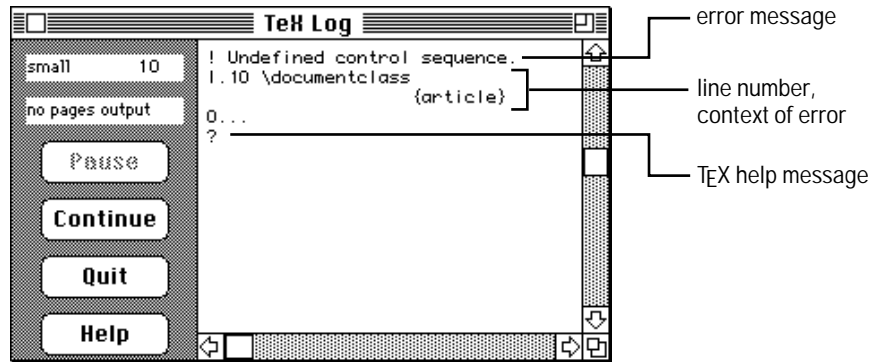 TeX Log
small 10
no pages output
Pause
Continue
Quit
Help
! Undefined control sequence.
l.10 \documentclass
{article}
0...
?
error message
line number,
context of error
TEX help message